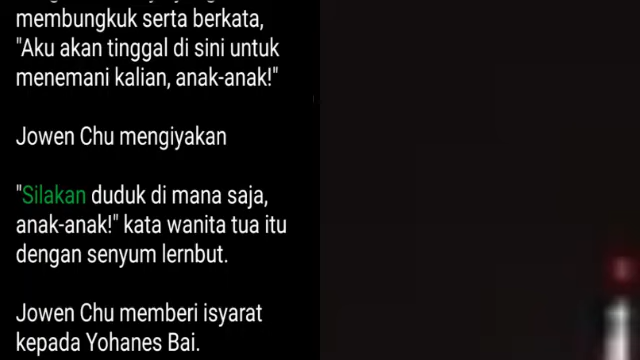 membungkuk serta berkata,
"Aku akan tinggal di sini untuk
menemani kalian, anak-anak!"
Jowen Chu mengiyakan
"Silakan duduk di mana saja,
anak-anak!" kata wanita tua itu
dengan senyum lernbut.
Jowen Chu memberi isyarat
kepada Yohanes Bai.